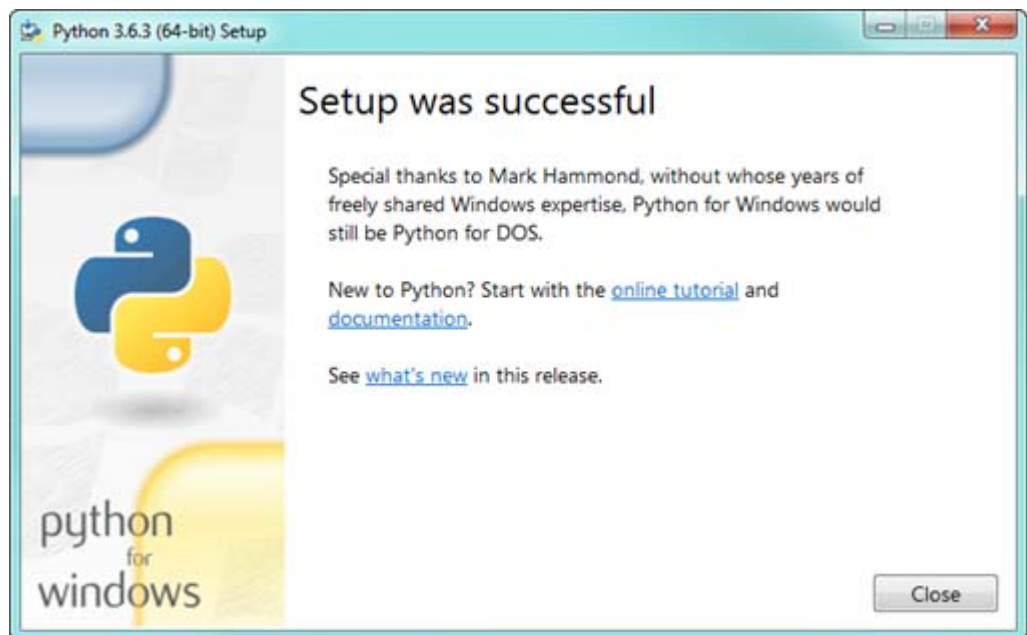 Python 3.6.3 (64-bit) Setup
Setup was successful
Special thanks to Mark Hammond, without whose years of
freely shared Windows expertise, Python for Windows would
still be Python for DOS.
New to Python? Start with the online tutorial and
documentation.
See what's new in this release.
python
for
windows
Close